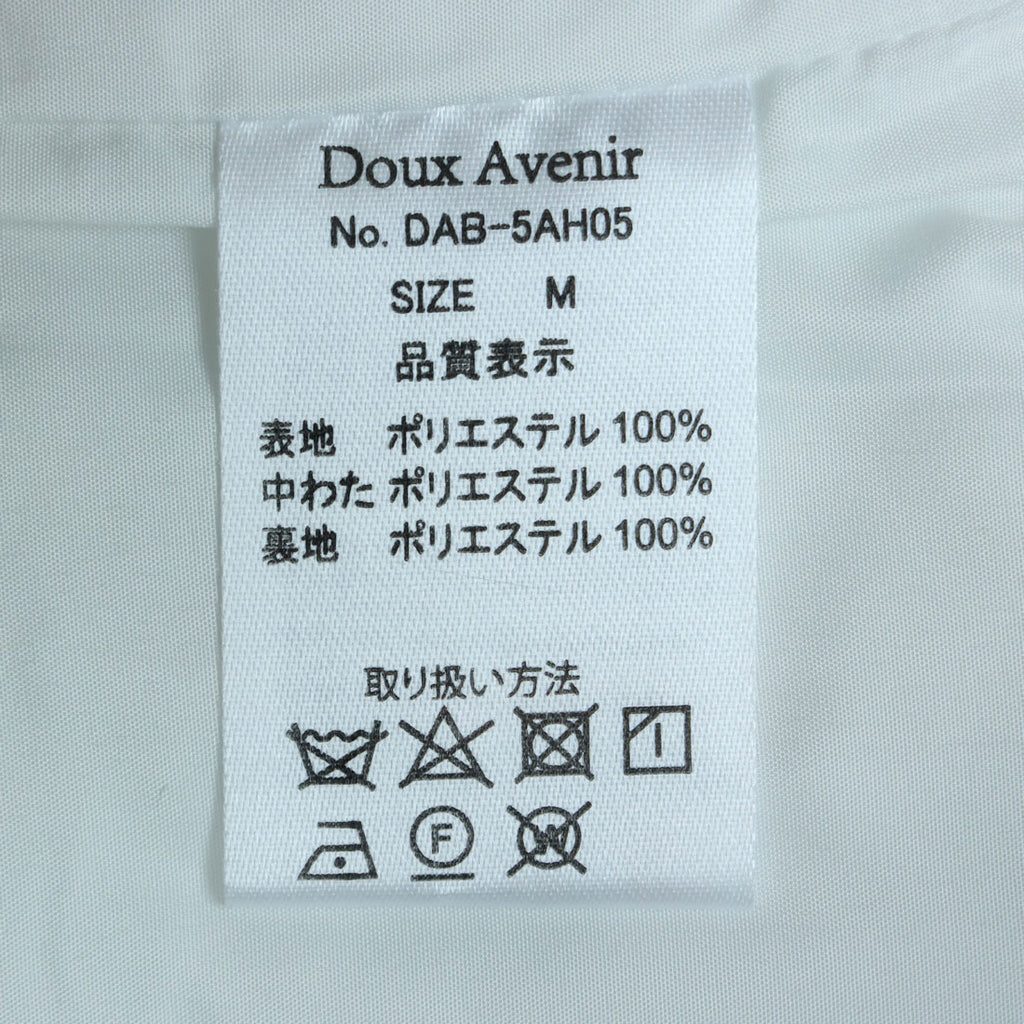 Doux Avenir
No. DAB-5AH05
SIZE M
品質表示
表地 ポリエステル 100%
中わた ポリエステル 100%
裏地 ポリエステル 100%
取り扱い方法
F
W